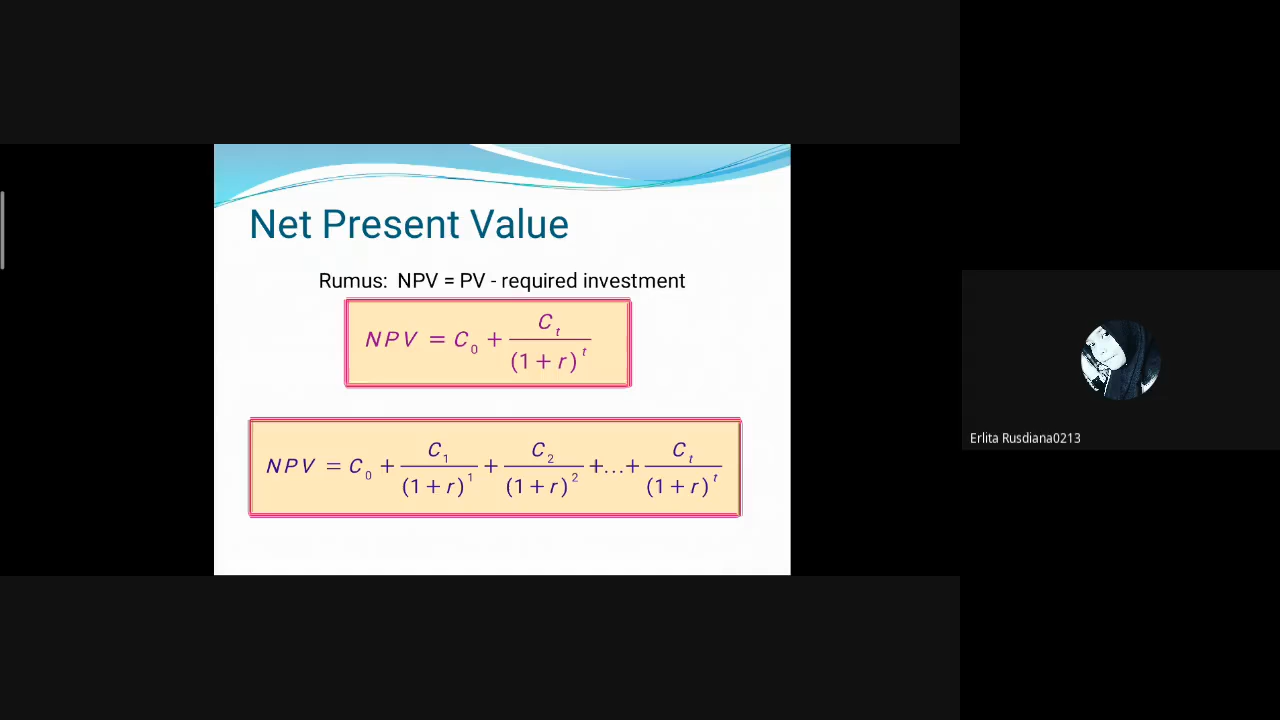 Net Present Value
Rumus: NPV = PV - required investment
NPV = C₀ + Cₜ / (1 + r)ᵗ
NPV = C₀ + C₁ / (1 + r)¹ + C₂ / (1 + r)² +...+ Cₜ / (1 + r)ᵗ
Erlita Rusdiana0213